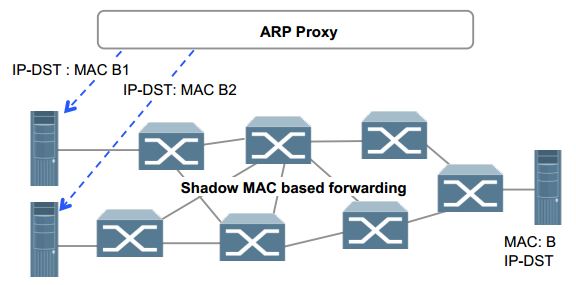 ARP Proxy
IP-DST : MAC B1
IP-DST: MAC B2
Shadow MAC based forwarding
MAC: B
IP-DST